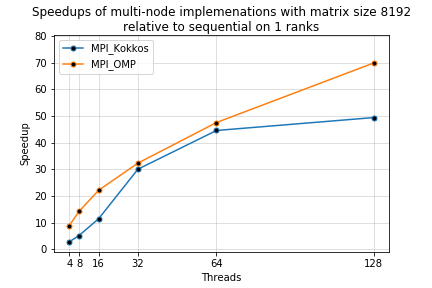 Speedups of multi-node implemenations with matrix size 8192
relative to sequential on 1 ranks
80
70
60
50
40
30
20
10
0
Speedup
MPI_Kokkos
MPI_OMP
4 8 16 32 64 128
Threads